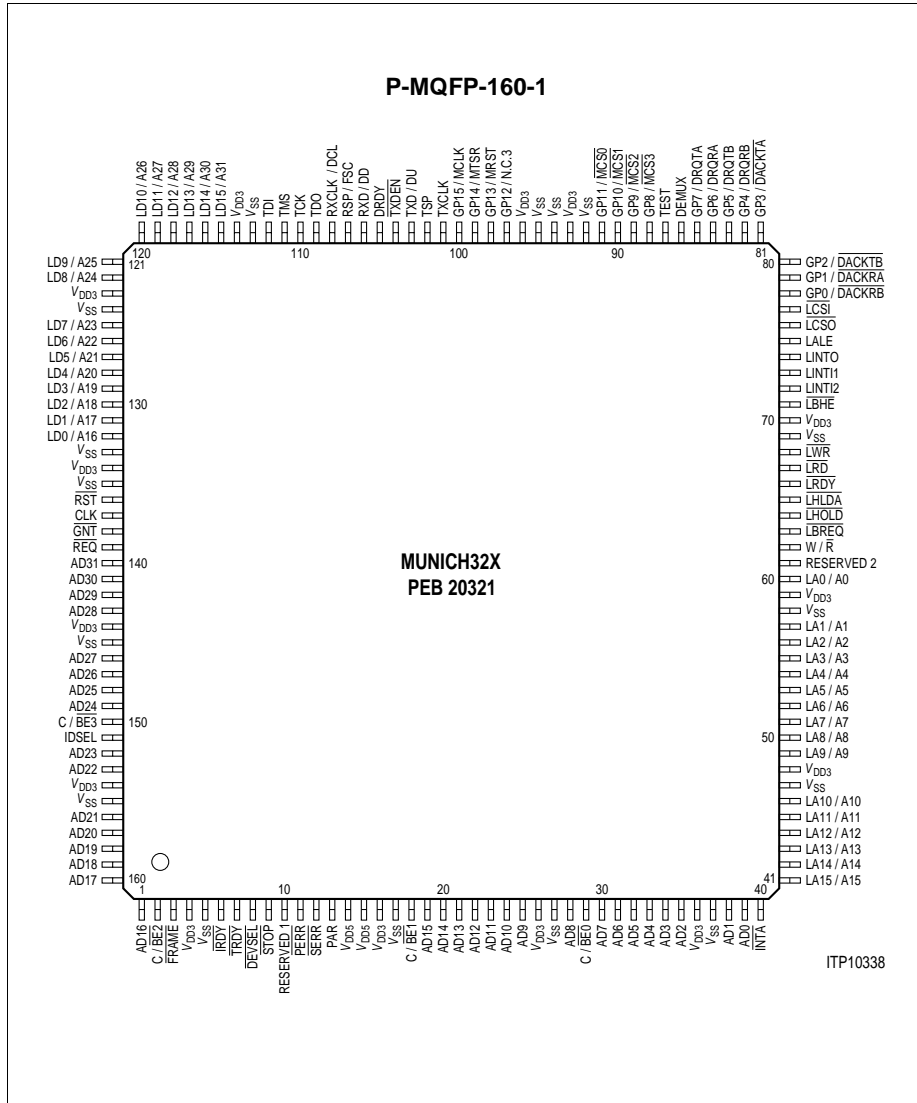 P-MQFP-160-1
LD10 / A26
LD11 / A27
LD12 / A28
LD13 / A29
LD14 / A30
LD15 / A31
VDD3
VSS
TDI
TMS
TCK
TDO
RXCLK / DCL
RSP / FSC
RXD / DD
DRDY
TXDEN
TXD / DU
TSP
TXCLK
GP15 / MCLK
GP14 / MTSR
GP13 / MRST
GP12 / N.C.3
VDD3
VSS
VSS
VDD3
VSS
GP11 / MCS0
GP10 / MCS1
GP9 / MCS2
GP8 / MCS3
TEST
DEMUX
GP7 / DRQTA
GP6 / DRQRA
GP5 / DRQTB
GP4 / DRQRB
GP3 / DACKTA
120
110
100
90
81
121
130
140
150
160
LD9 / A25
LD8 / A24
VDD3
VSS
LD7 / A23
LD6 / A22
LD5 / A21
LD4 / A20
LD3 / A19
LD2 / A18
LD1 / A17
LD0 / A16
VSS
VDD3
VSS
RST
CLK
GNT
REQ
AD31
AD30
AD29
AD28
VDD3
VSS
AD27
AD26
AD25
AD24
C / BE3
IDSEL
AD23
AD22
VDD3
VSS
AD21
AD20
AD19
AD18
AD17
MUNICH32X
PEB 20321
80
70
60
50
41
GP2 / DACKTB
GP1 / DACKRA
GP0 / DACKRB
LCSI
LCSO
LALE
LINTO
LINTI1
LINTI2
LBHE
VDD3
VSS
LWR
LRD
LRDY
LHLDA
LHOLD
LBREQ
W / R
RESERVED 2
LA0 / A0
VDD3
VSS
LA1 / A1
LA2 / A2
LA3 / A3
LA4 / A4
LA5 / A5
LA6 / A6
LA7 / A7
LA8 / A8
LA9 / A9
VDD3
VSS
LA10 / A10
LA11 / A11
LA12 / A12
LA13 / A13
LA14 / A14
LA15 / A15
1
10
20
30
40
AD16
C / BE2
FRAME
VDD3
VSS
IRDY
TRDY
DEVSEL
STOP
RESERVED 1
PERR
SERR
PAR
VDD5
VDD5
VDD3
VSS
C / BE1
AD15
AD14
AD13
AD12
AD11
AD10
AD9
VDD3
VSS
AD8
C / BE0
AD7
AD6
AD5
AD4
AD3
AD2
VDD3
VSS
AD1
AD0
INTA
ITP10338